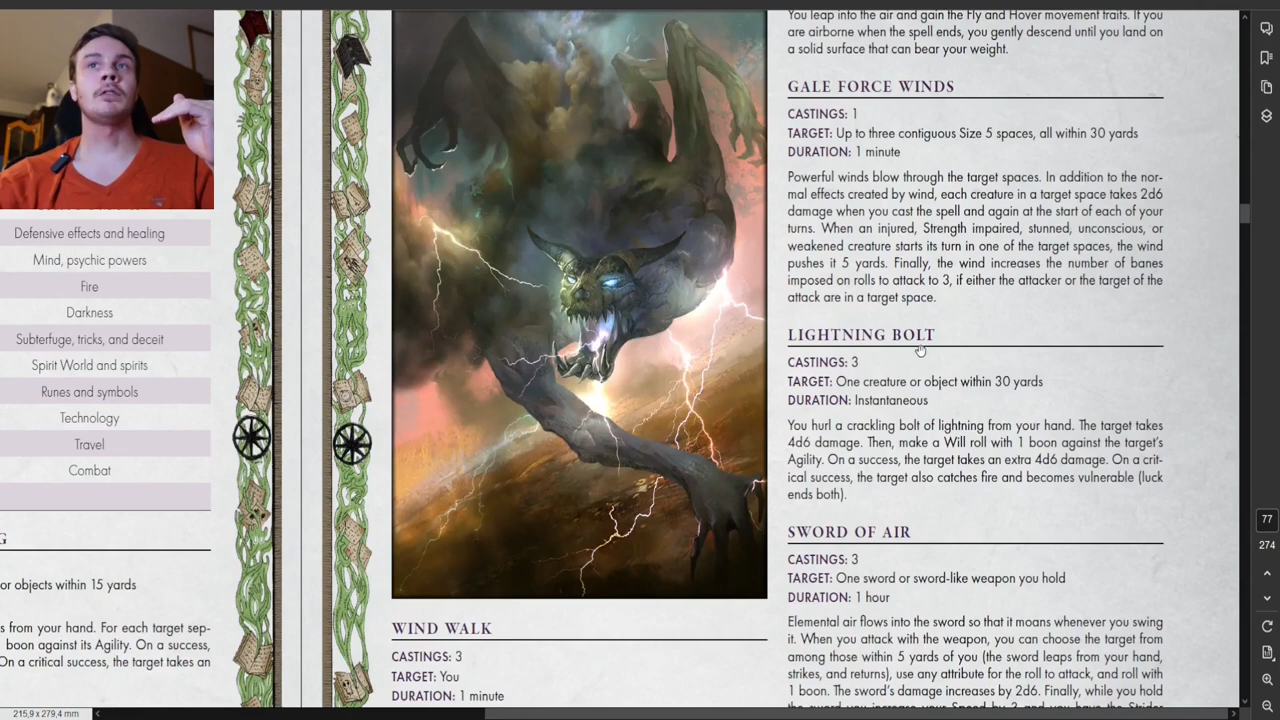 Defensive effects and healing
Mind, psychic powers
Fire
Darkness
Subterfuge, tricks, and deceit
Spirit World and spirits
Runes and symbols
Technology
Travel
Combat
G
or objects within 15 yards
s from your hand. For each target sep-
boon against its Agility. On a success,
On a critical success, the target takes an
WIND WALK
CASTINGS: 3
TARGET: You
DURATION: 1 minute
You leap into the air and gain the Fly and Hover movement traits. If you
are airborne when the spell ends, you gently descend until you land on
a solid surface that can bear your weight.
GALE FORCE WINDS
CASTINGS: 1
TARGET: Up to three contiguous Size 5 spaces, all within 30 yards
DURATION: 1 minute
Powerful winds blow through the target spaces. In addition to the nor-
mal effects created by wind, each creature in a target space takes 2d6
damage when you cast the spell and again at the start of each of your
turns. When an injured, Strength impaired, stunned, unconscious, or
weakened creature starts its turn in one of the target spaces, the wind
pushes it 5 yards. Finally, the wind increases the number of banes
imposed on rolls to attack to 3, if either the attacker or the target of the
attack are in a target space.
LIGHTNING BOLT
CASTINGS: 3
TARGET: One creature or object within 30 yards
DURATION: Instantaneous
You hurl a crackling bolt of lightning from your hand. The target takes
4d6 damage. Then, make a Will roll with 1 boon against the target's
Agility. On a success, the target takes an extra 4d6 damage. On a crit-
ical success, the target also catches fire and becomes vulnerable (luck
ends both).
SWORD OF AIR
CASTINGS: 3
TARGET: One sword or sword-like weapon you hold
DURATION: 1 hour
Elemental air flows into the sword so that it moans whenever you swing
it. When you attack with the weapon, you can choose the target from
among those within 5 yards of you (the sword leaps from your hand,
strikes, and returns), use any attribute for the roll to attack, and roll with
1 boon. The sword's damage increases by 2d6. Finally, while you hold
the sword you increase your Speed by 3 and you have the Strider
77
274
215,9 x 279,4 mm